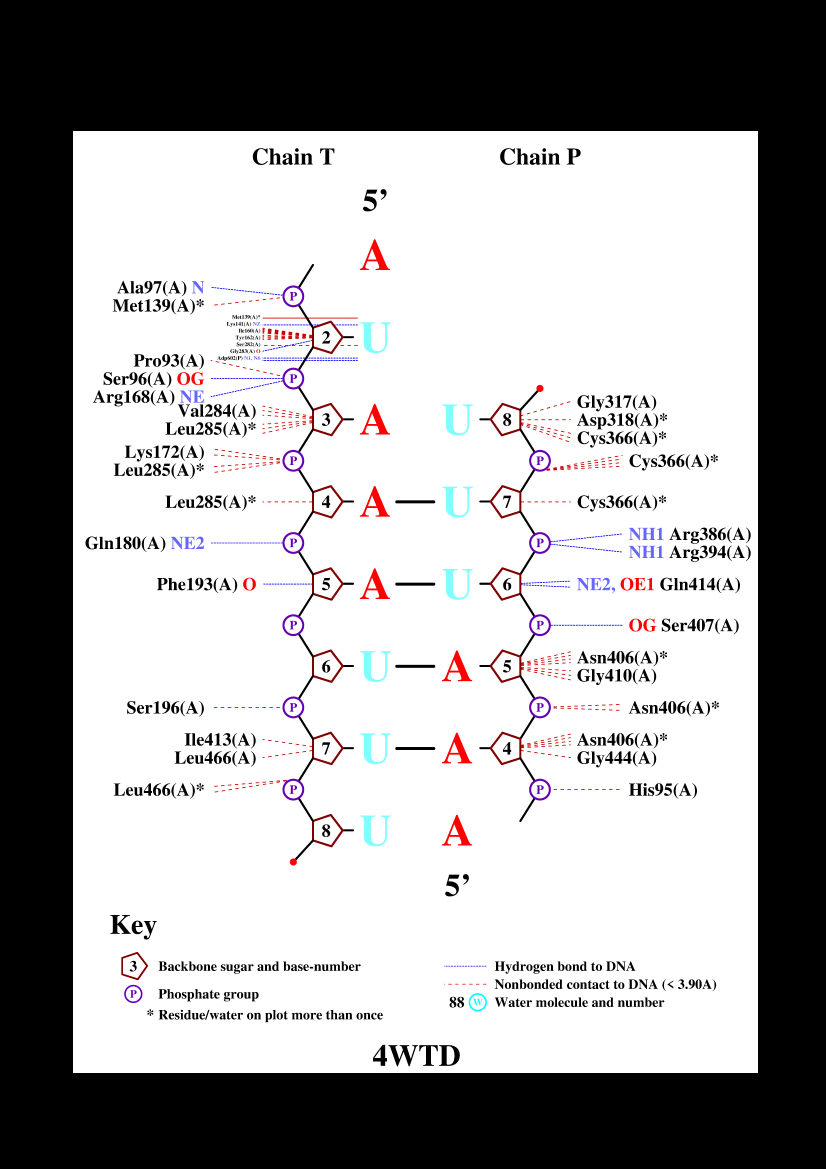 Chain T Chain P
5’
A
Ala97(A) N
P
Met139(A)*
Met139(A)*
Lys141(A) NZ
Ile160(A)
Tyr162(A)
2 U
Ser282(A)
Gly283(A) O
Adp602(P) N1, N6
Pro93(A)
Ser96(A) OG
P
Arg168(A) NE
Val284(A)
Leu285(A)*
3 A U 8
Gly317(A)
Asp318(A)*
Cys366(A)*
Lys172(A)
Leu285(A)*
P P Cys366(A)*
Leu285(A)* 4 A U 7 Cys366(A)*
Gln180(A) NE2 P P
NH1 Arg386(A)
NH1 Arg394(A)
Phe193(A) O 5 A U 6 NE2, OE1 Gln414(A)
P P OG Ser407(A)
6 U A 5
Asn406(A)*
Gly410(A)
Ser196(A) P P Asn406(A)*
Ile413(A)
Leu466(A)
7 U A 4
Asn406(A)*
Gly444(A)
Leu466(A)* P P His95(A)
8 U A
5’
Key
3 Backbone sugar and base-number
P Phosphate group
* Residue/water on plot more than once
Hydrogen bond to DNA
Nonbonded contact to DNA (< 3.90A)
88 W Water molecule and number
4WTD